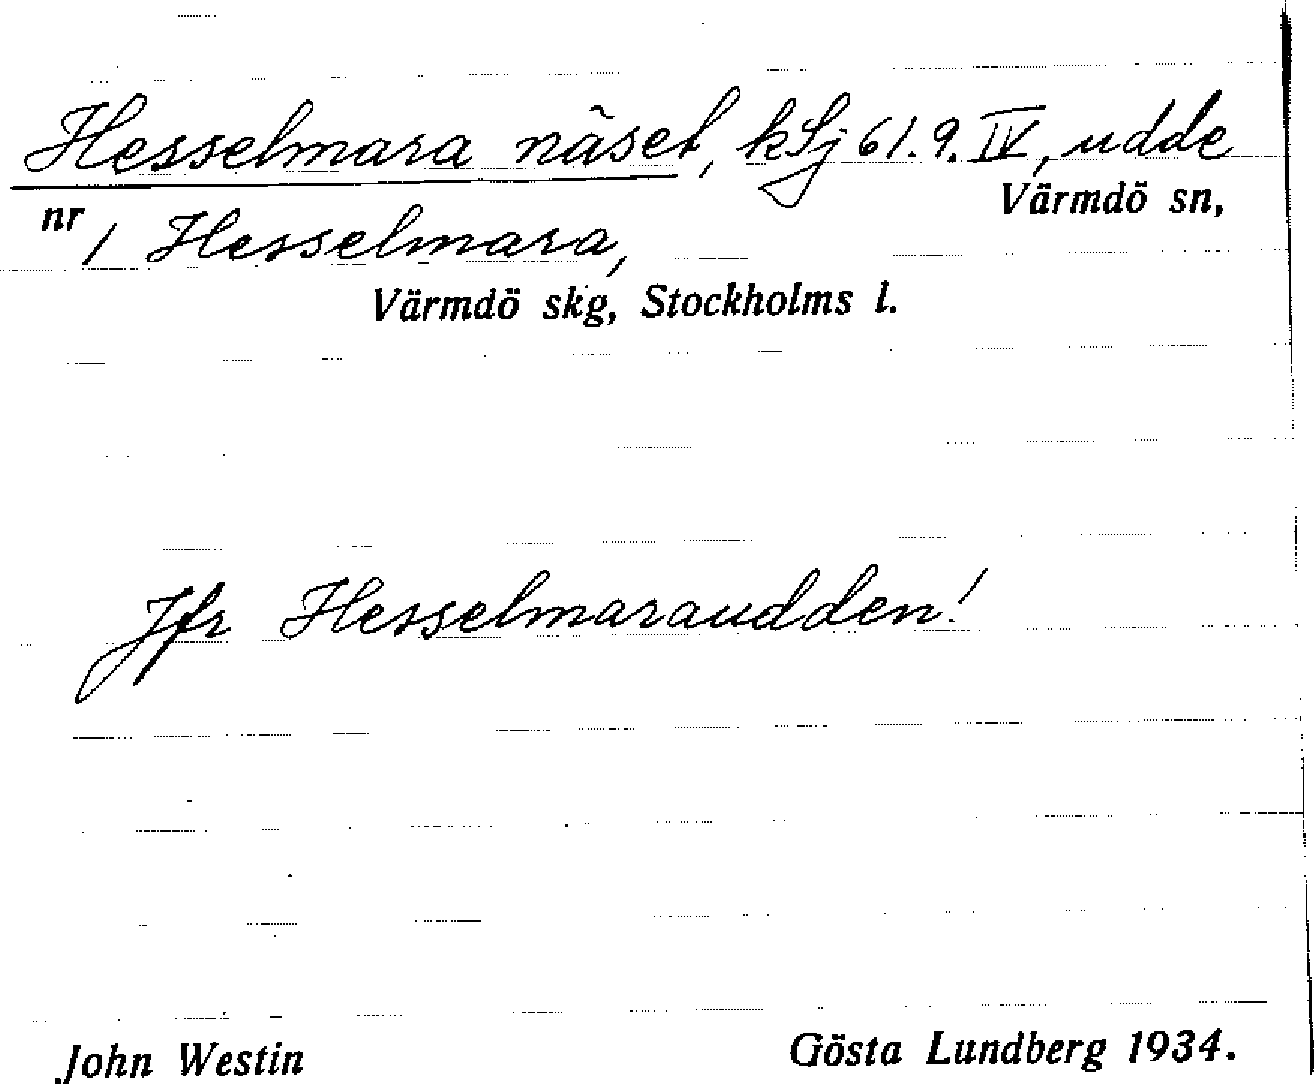 Hesselmara näset, kSj 61.9.IV, udde
Värmdö sn,
nr 1 Hesselmara,
Värmdö skg, Stockholms l.
Jfr Hesselmaraudden!
John Westin Gösta Lundberg 1934.